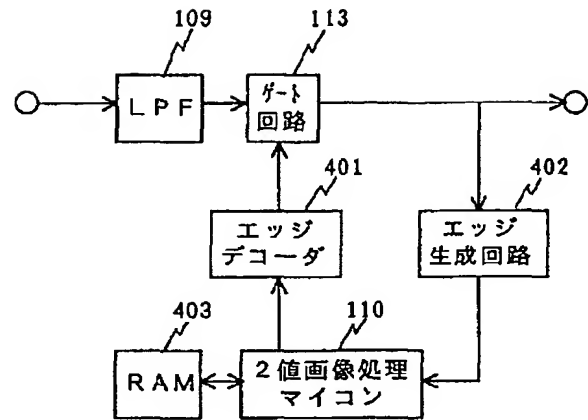 109
113
LPF
ゲート
回路
401
402
エッジ
デコーダ
エッジ
生成回路
403
110
RAM
2値画像処理
マイコン